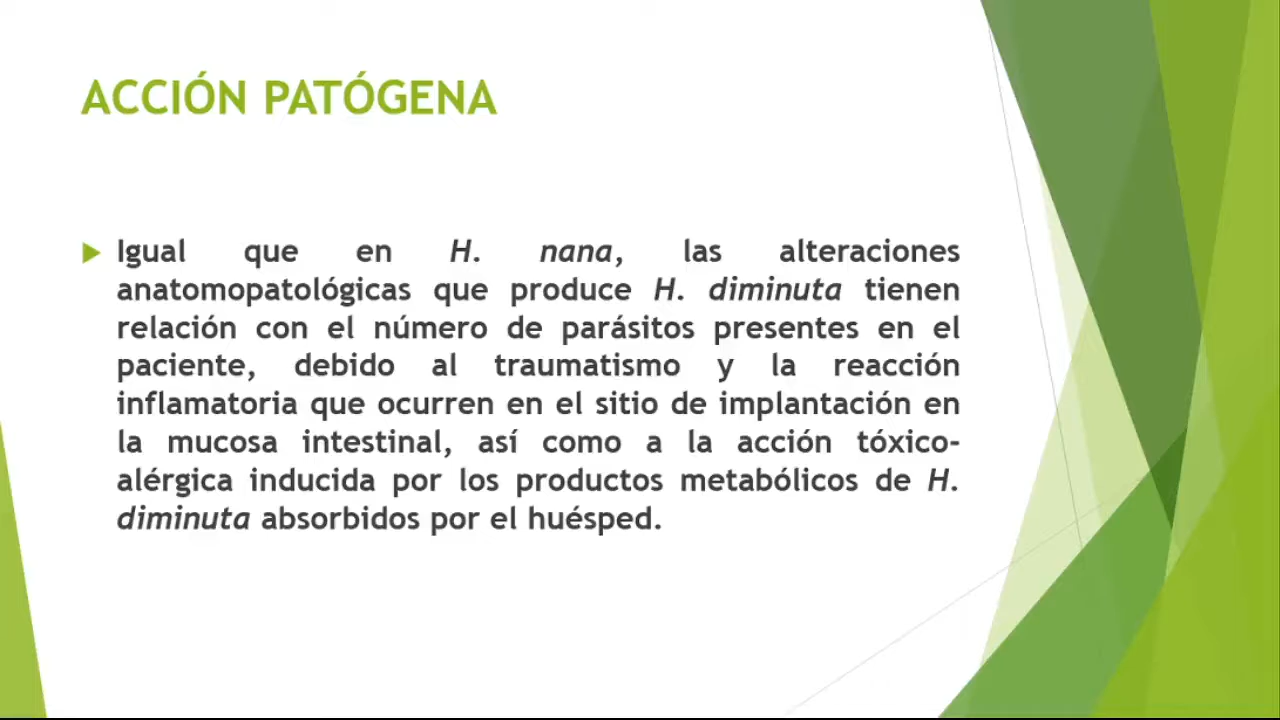 ACCIÓN PATÓGENA
Igual que en H. nana, las alteraciones
anatomopatológicas que produce H. diminuta tienen
relación con el número de parásitos presentes en el
paciente, debido al traumatismo y la reacción
inflamatoria que ocurren en el sitio de implantación en
la mucosa intestinal, así como a la acción tóxico-
alérgica inducida por los productos metabólicos de H.
diminuta absorbidos por el huésped.